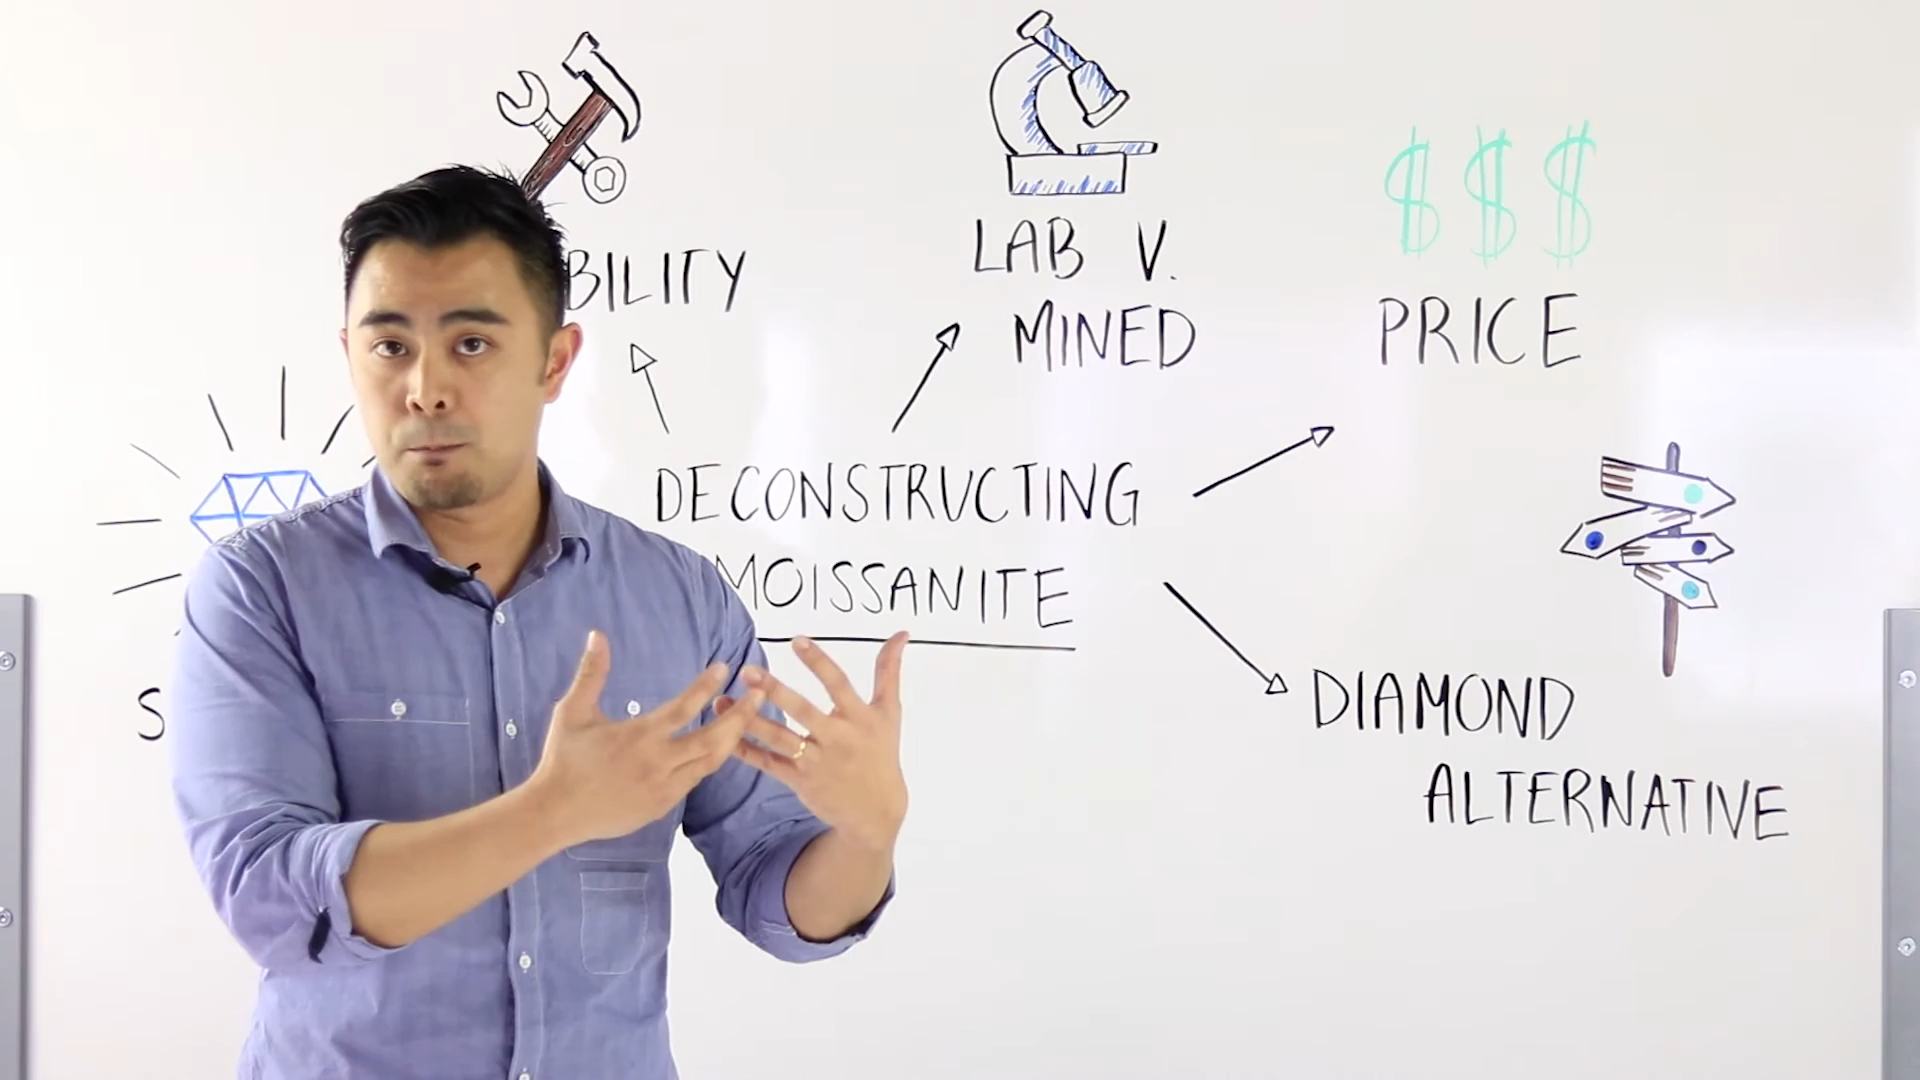 $$$
BILITY
LAB V.
MINED
PRICE
DECONSTRUCTING
MOISSANITE
S
DIAMOND
ALTERNATIVE